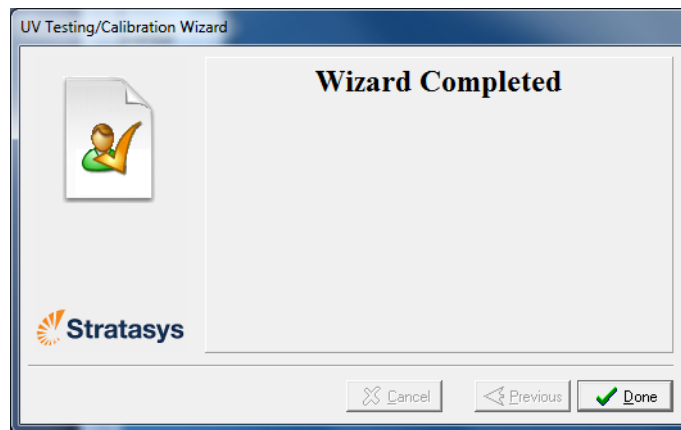 UV Testing/Calibration Wizard
Wizard Completed
Stratasys
Cancel
Previous
Done